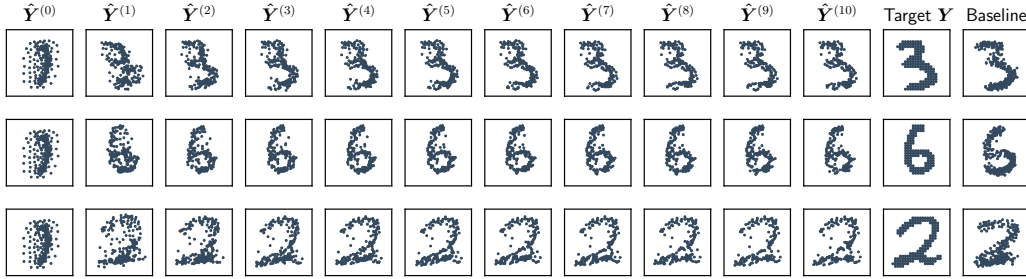 Ŷ⁽⁰⁾ Ŷ⁽¹⁾ Ŷ⁽²⁾ Ŷ⁽³⁾ Ŷ⁽⁴⁾ Ŷ⁽⁵⁾ Ŷ⁽⁶⁾ Ŷ⁽⁷⁾ Ŷ⁽⁸⁾ Ŷ⁽⁹⁾ Ŷ⁽¹⁰⁾ Target Y Baseline